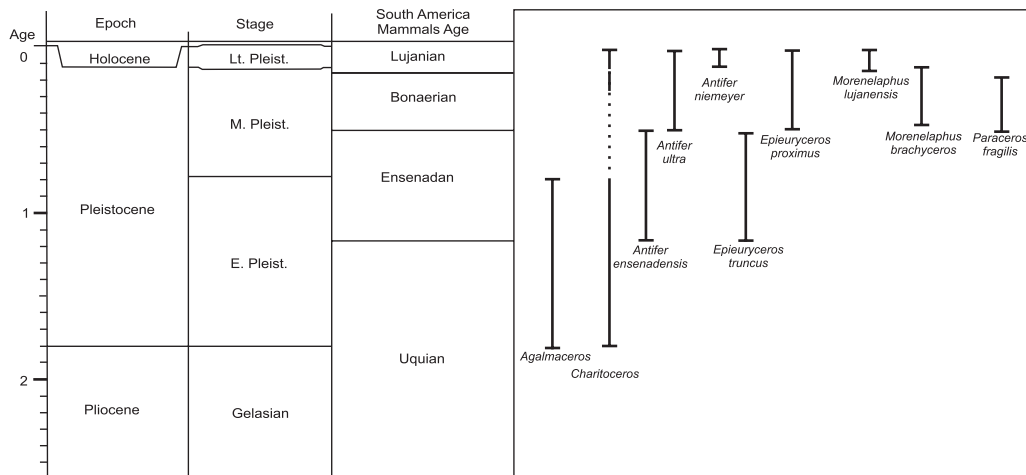 Age
Epoch
Stage
South America
Mammals Age
0
Holocene
Lt. Pleist.
Lujanian
Bonaerian
M. Pleist.
Ensenadan
1
Pleistocene
E. Pleist.
Uquian
2
Pliocene
Gelasian
Agalmaceros
Charitoceros
Antifer
ensenadensis
Antifer
ultra
Antifer
niemeyer
Epieuryceros
truncus
Epieuryceros
proximus
Morenelaphus
lujanensis
Morenelaphus
brachyceros
Paraceros
fragilis